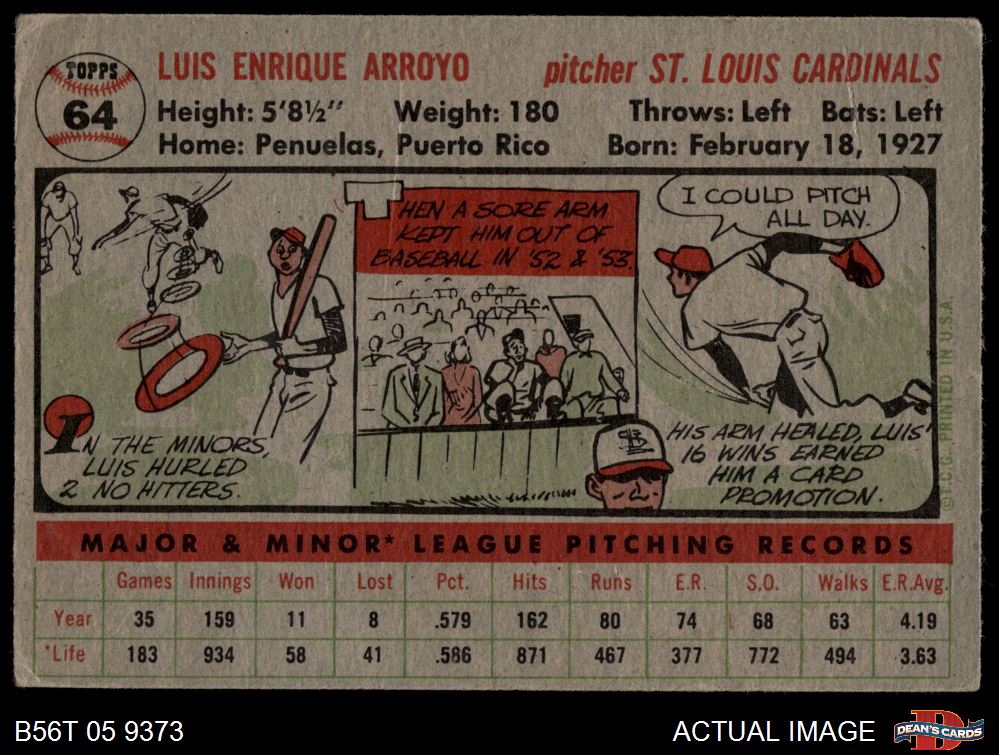 TOPPS
64
LUIS ENRIQUE ARROYO pitcher ST. LOUIS CARDINALS
Height: 5'8½" Weight: 180 Throws: Left Bats: Left
Home: Penuelas, Puerto Rico Born: February 18, 1927
IN THE MINORS,
LUIS HURLED
2 NO HITTERS.
HEN A SORE ARM
KEPT HIM OUT OF
BASEBALL IN '52 & '53.
I COULD PITCH
ALL DAY.
HIS ARM HEALED, LUIS'
16 WINS EARNED
HIM A CARD
PROMOTION.
©T.C.G. PRINTED IN U.S.A.
MAJOR & MINOR* LEAGUE PITCHING RECORDS
Games Innings Won Lost Pct. Hits Runs E.R. S.O. Walks E.R.Avg.
Year 35 159 11 8 .579 162 80 74 68 63 4.19
*Life 183 934 58 41 .586 871 467 377 772 494 3.63
B56T 05 9373 ACTUAL IMAGE
DEAN'S CARDS